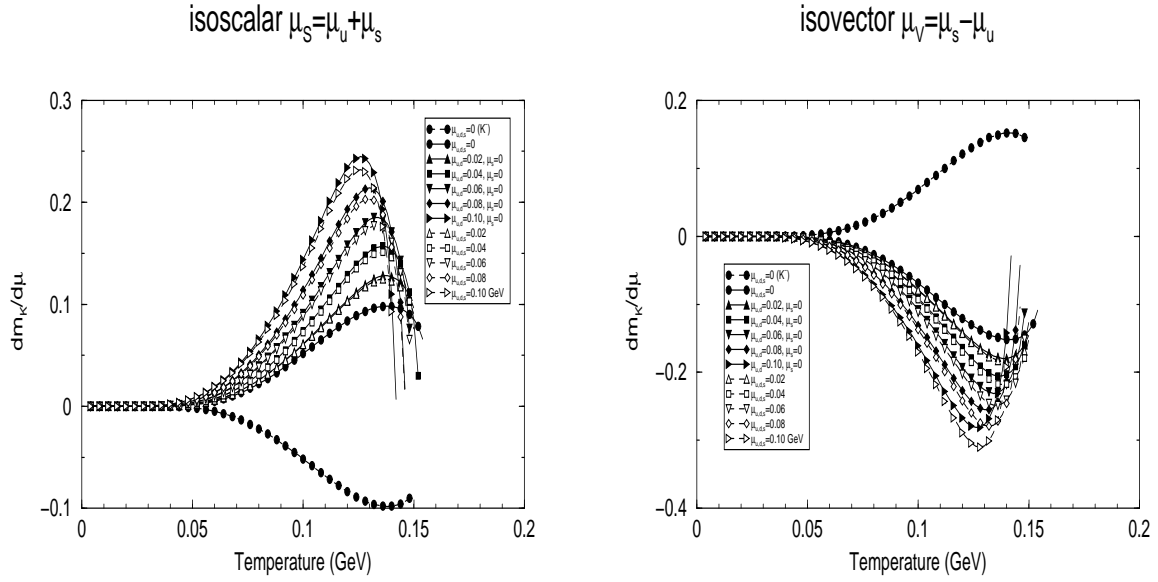 isoscalar μS=μu+μs
0.3
0.2
0.1
0
−0.1
dmK/dμ
μu,d,s=0 (K-)
μu,d,s=0
μu,d=0.02, μs=0
μu,d=0.04, μs=0
μu,d=0.06, μs=0
μu,d=0.08, μs=0
μu,d=0.10, μs=0
μu,d,s=0.02
μu,d,s=0.04
μu,d,s=0.06
μu,d,s=0.08
μu,d,s=0.10 GeV
0 0.05 0.1 0.15 0.2
Temperature (GeV)
isovector μV=μs−μu
0.2
0
−0.2
−0.4
dmK/dμ
μu,d,s=0 (K-)
μu,d,s=0
μu,d=0.02, μs=0
μu,d=0.04, μs=0
μu,d=0.06, μs=0
μu,d=0.08, μs=0
μu,d=0.10, μs=0
μu,d,s=0.02
μu,d,s=0.04
μu,d,s=0.06
μu,d,s=0.08
μu,d,s=0.10 GeV
0 0.05 0.1 0.15 0.2
Temperature (GeV)